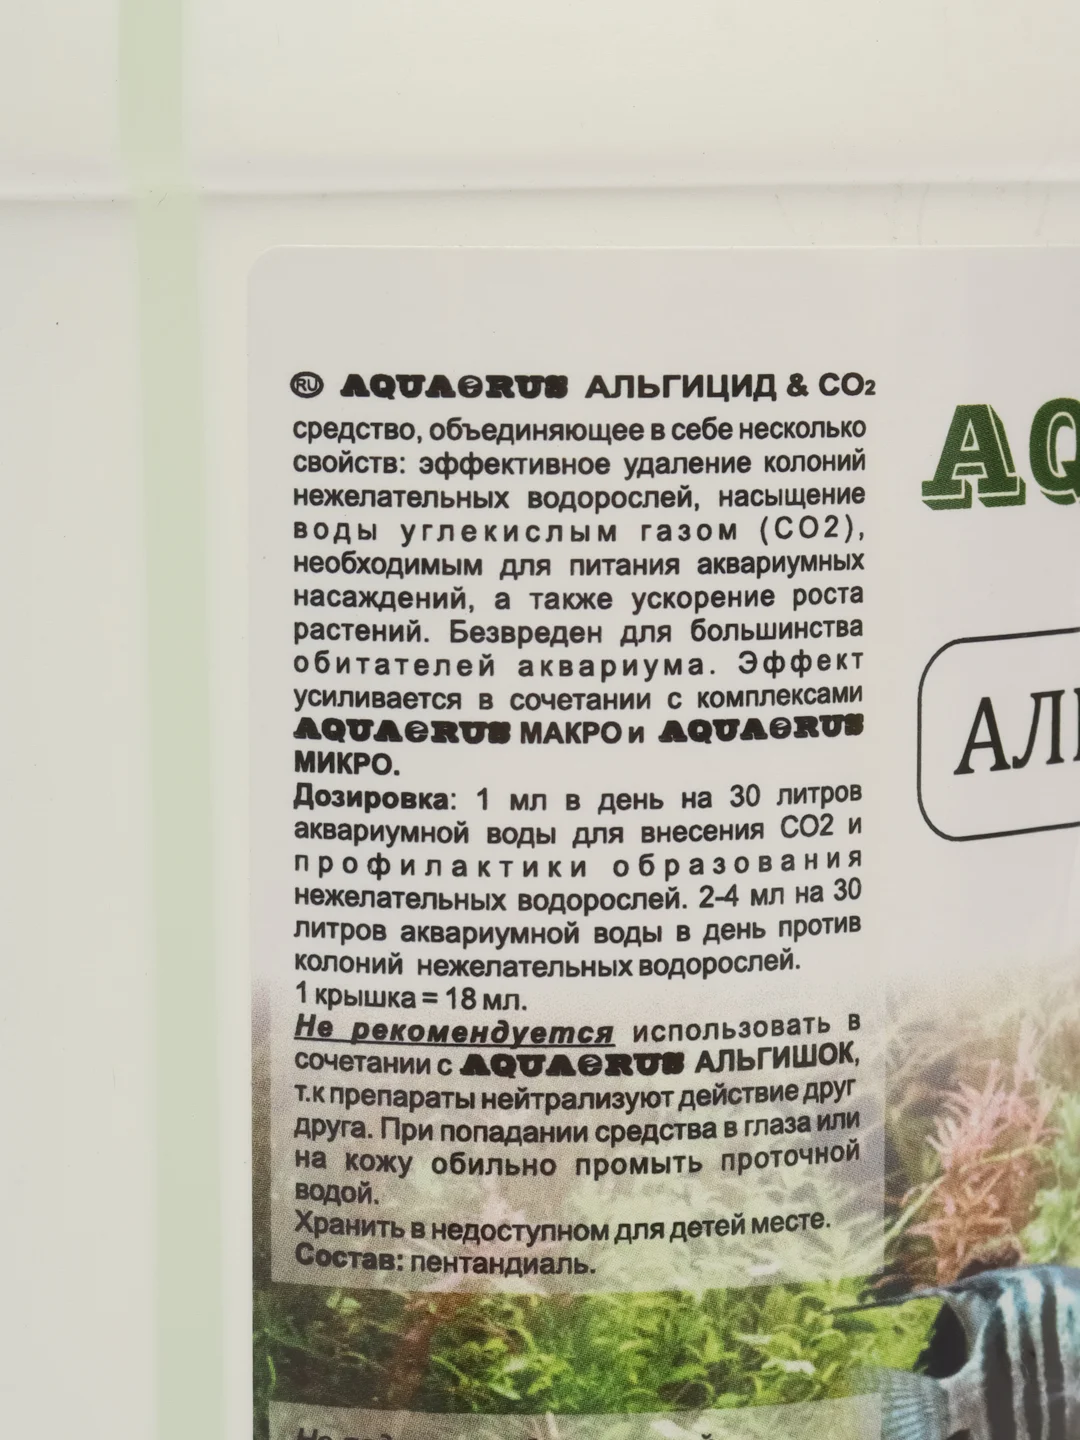 RU AQUAERUS АЛЬГИЦИД & CO2
средство, объединяющее в себе несколько
свойств: эффективное удаление колоний
нежелательных водорослей, насыщение
воды углекислым газом (CO2),
необходимым для питания аквариумных
насаждений, а также ускорение роста
растений. Безвреден для большинства
обитателей аквариума. Эффект
усиливается в сочетании с комплексами
AQUAERUS МАКРО и AQUAERUS
МИКРО.
Дозировка: 1 мл в день на 30 литров
аквариумной воды для внесения CO2 и
профилактики образования
нежелательных водорослей. 2-4 мл на 30
литров аквариумной воды в день против
колоний нежелательных водорослей.
1 крышка = 18 мл.
Не рекомендуется использовать в
сочетании с AQUAERUS АЛЬГИШОК,
т.к препараты нейтрализуют действие друг
друга. При попадании средства в глаза или
на кожу обильно промыть проточной
водой.
Хранить в недоступном для детей месте.
Состав: пентандиаль.
AQ
АЛЬ